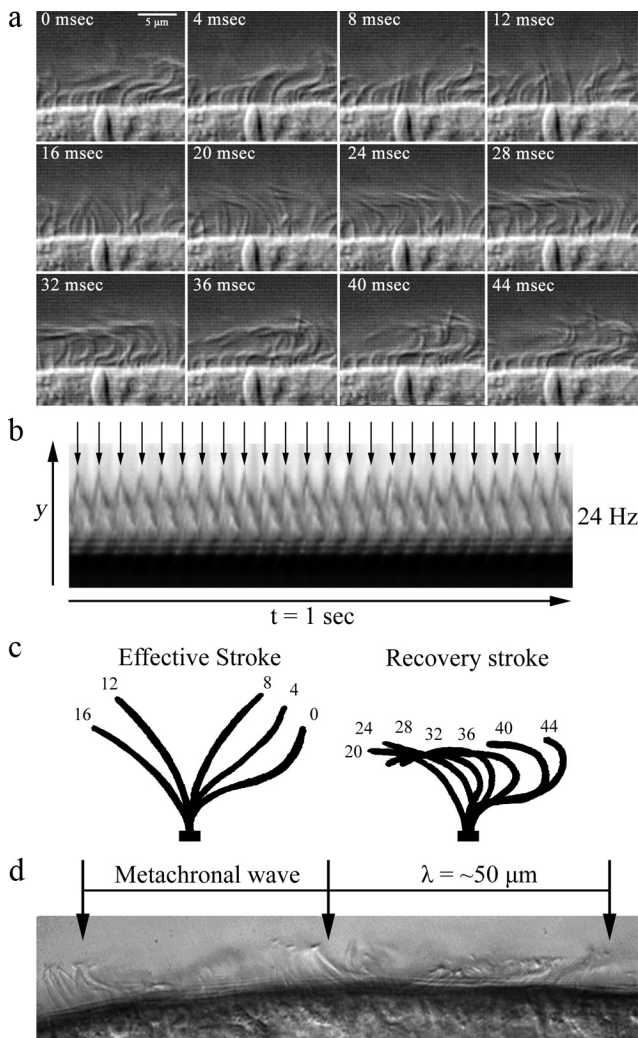 a
0 msec
5 µm
4 msec
8 msec
12 msec
16 msec
20 msec
24 msec
28 msec
32 msec
36 msec
40 msec
44 msec
b
y
24 Hz
t = 1 sec
c
Effective Stroke
Recovery stroke
16
12
8
4
0
20
24
28
32
36
40
44
d
Metachronal wave
λ = ~50 µm